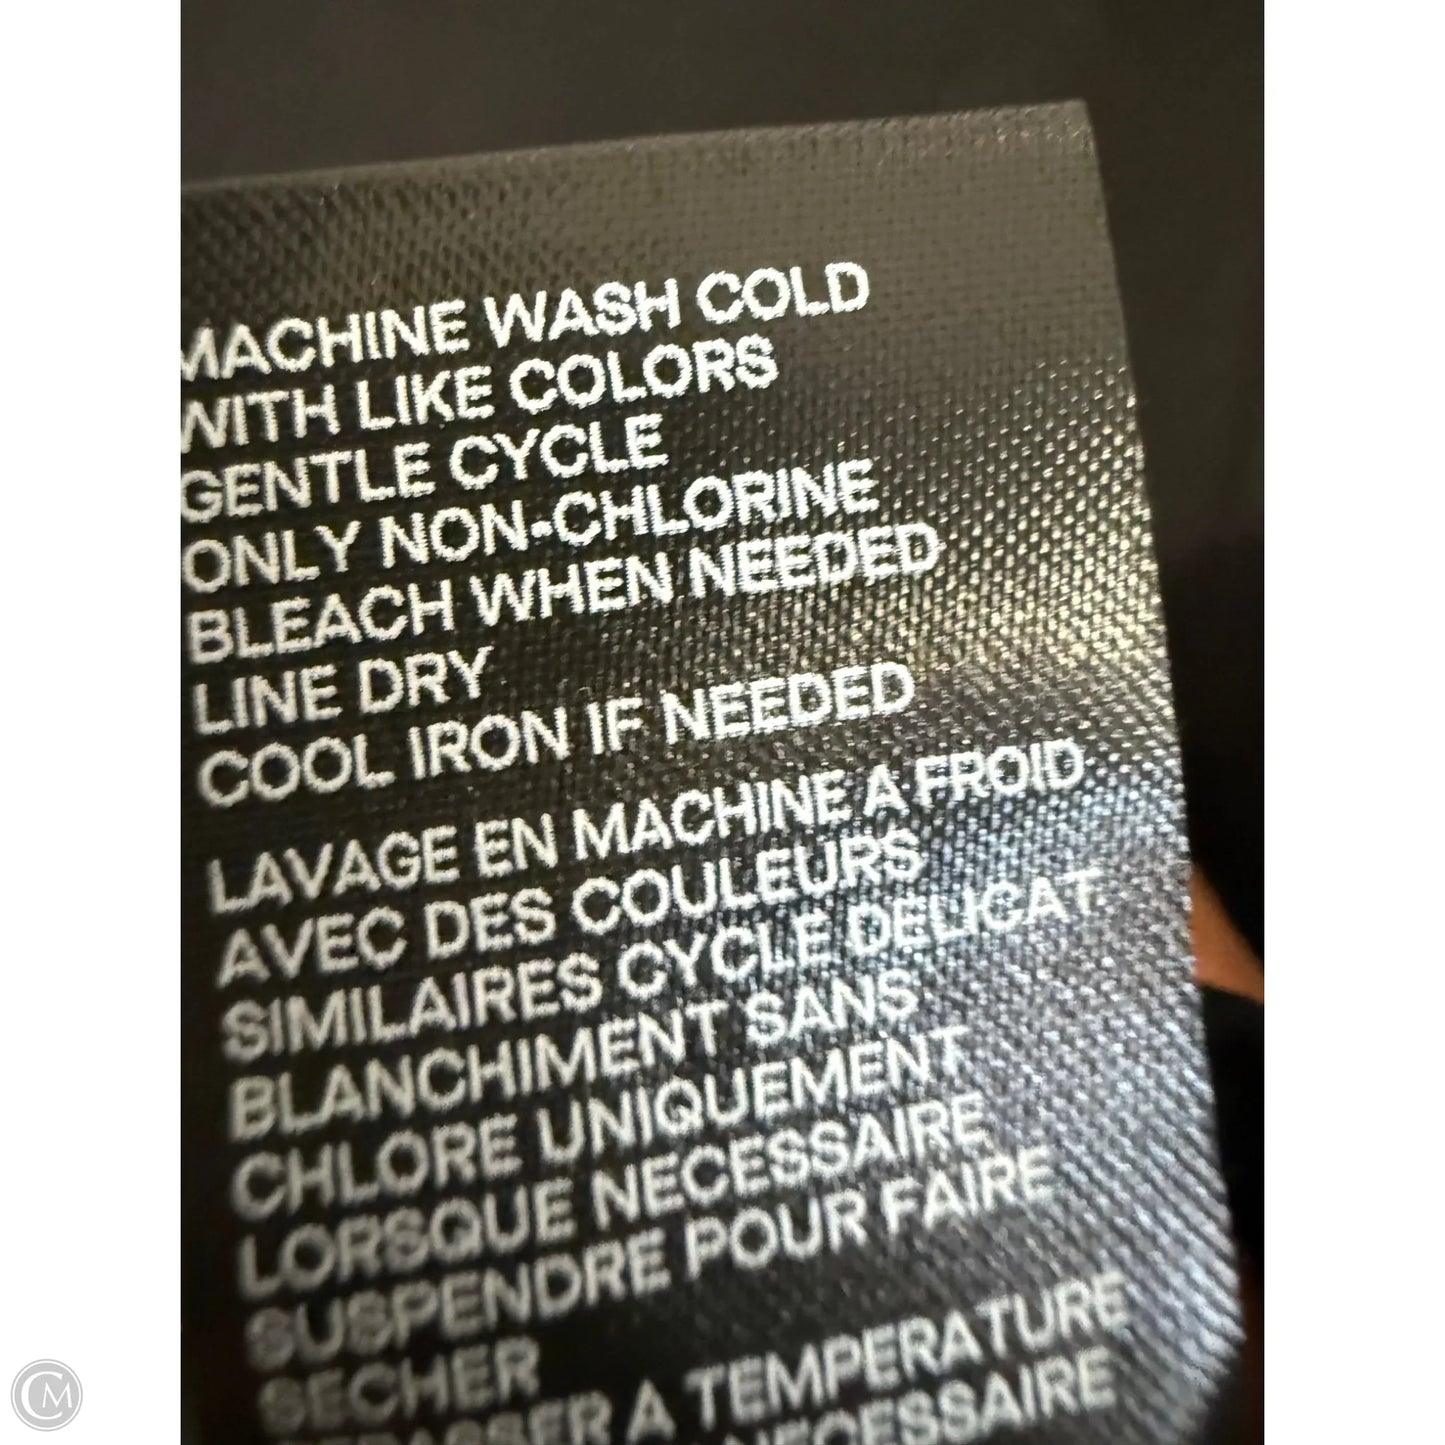 MACHINE WASH COLD
WITH LIKE COLORS
GENTLE CYCLE
ONLY NON-CHLORINE
BLEACH WHEN NEEDED
LINE DRY
COOL IRON IF NEEDED
LAVAGE EN MACHINE A FROID
AVEC DES COULEURS
SIMILAIRES CYCLE DELICAT
BLANCHIMENT SANS
CHLORE UNIQUEMENT
LORSQUE NECESSAIRE
SUSPENDRE POUR FAIRE
SECHER
A TEMPERATURE
NECESSAIRE
CM